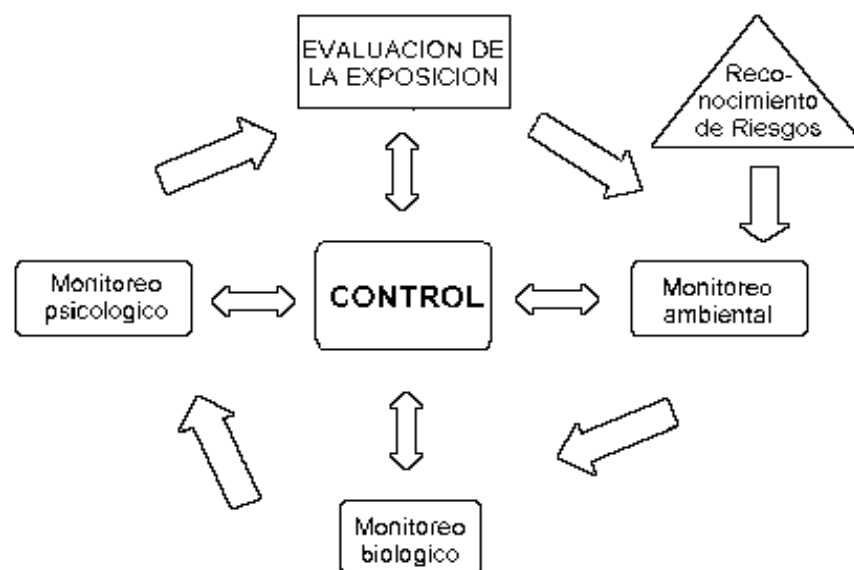 EVALUACION DE
LA EXPOSICION
Reco-
nocimiento
de Riesgos
Monitoreo
psicologico
CONTROL
Monitoreo
ambiental
Monitoreo
biologico